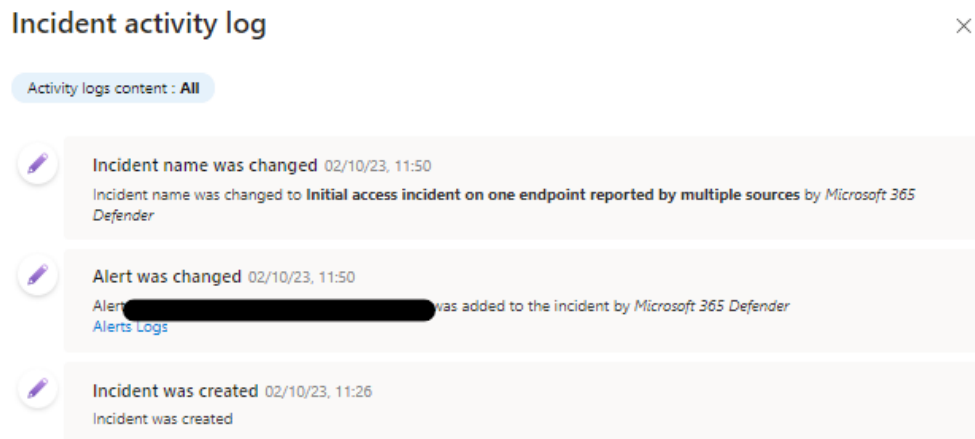 Incident activity log
Activity logs content : All
Incident name was changed 02/10/23, 11:50
Incident name was changed to Initial access incident on one endpoint reported by multiple sources by Microsoft 365
Defender
Alert was changed 02/10/23, 11:50
Alert was added to the incident by Microsoft 365 Defender
Alerts Logs
Incident was created 02/10/23, 11:26
Incident was created